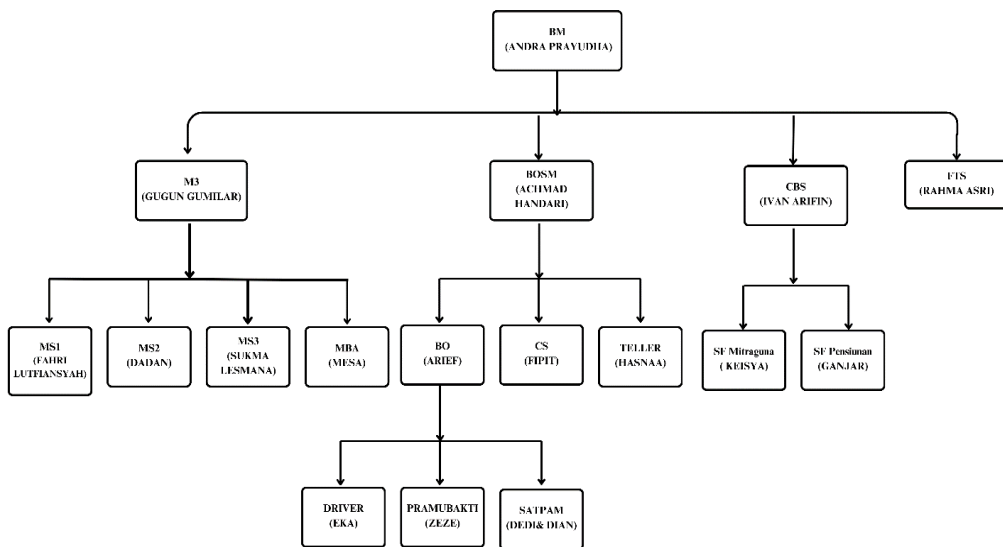 BM
(ANDRA PRAYUDHA)
M3
(GUGUN GUMILAR)
BOSM
(ACHMAD
HANDARI)
CBS
(IVAN ARIFIN)
FTS
(RAHMA ASRI)
MS1
(FAHRI
LUTFIANSYAH)
MS2
(DADAN)
MS3
(SUKMA
LESMANA)
MBA
(MESA)
BO
(ARIEF)
CS
(FIPIT)
TELLER
(HASNAA)
SF Mitraguna
( KEISYA)
SF Pensiunan
(GANJAR)
DRIVER
(EKA)
PRAMUBAKTI
(ZEZE)
SATPAM
(DEDI& DIAN)